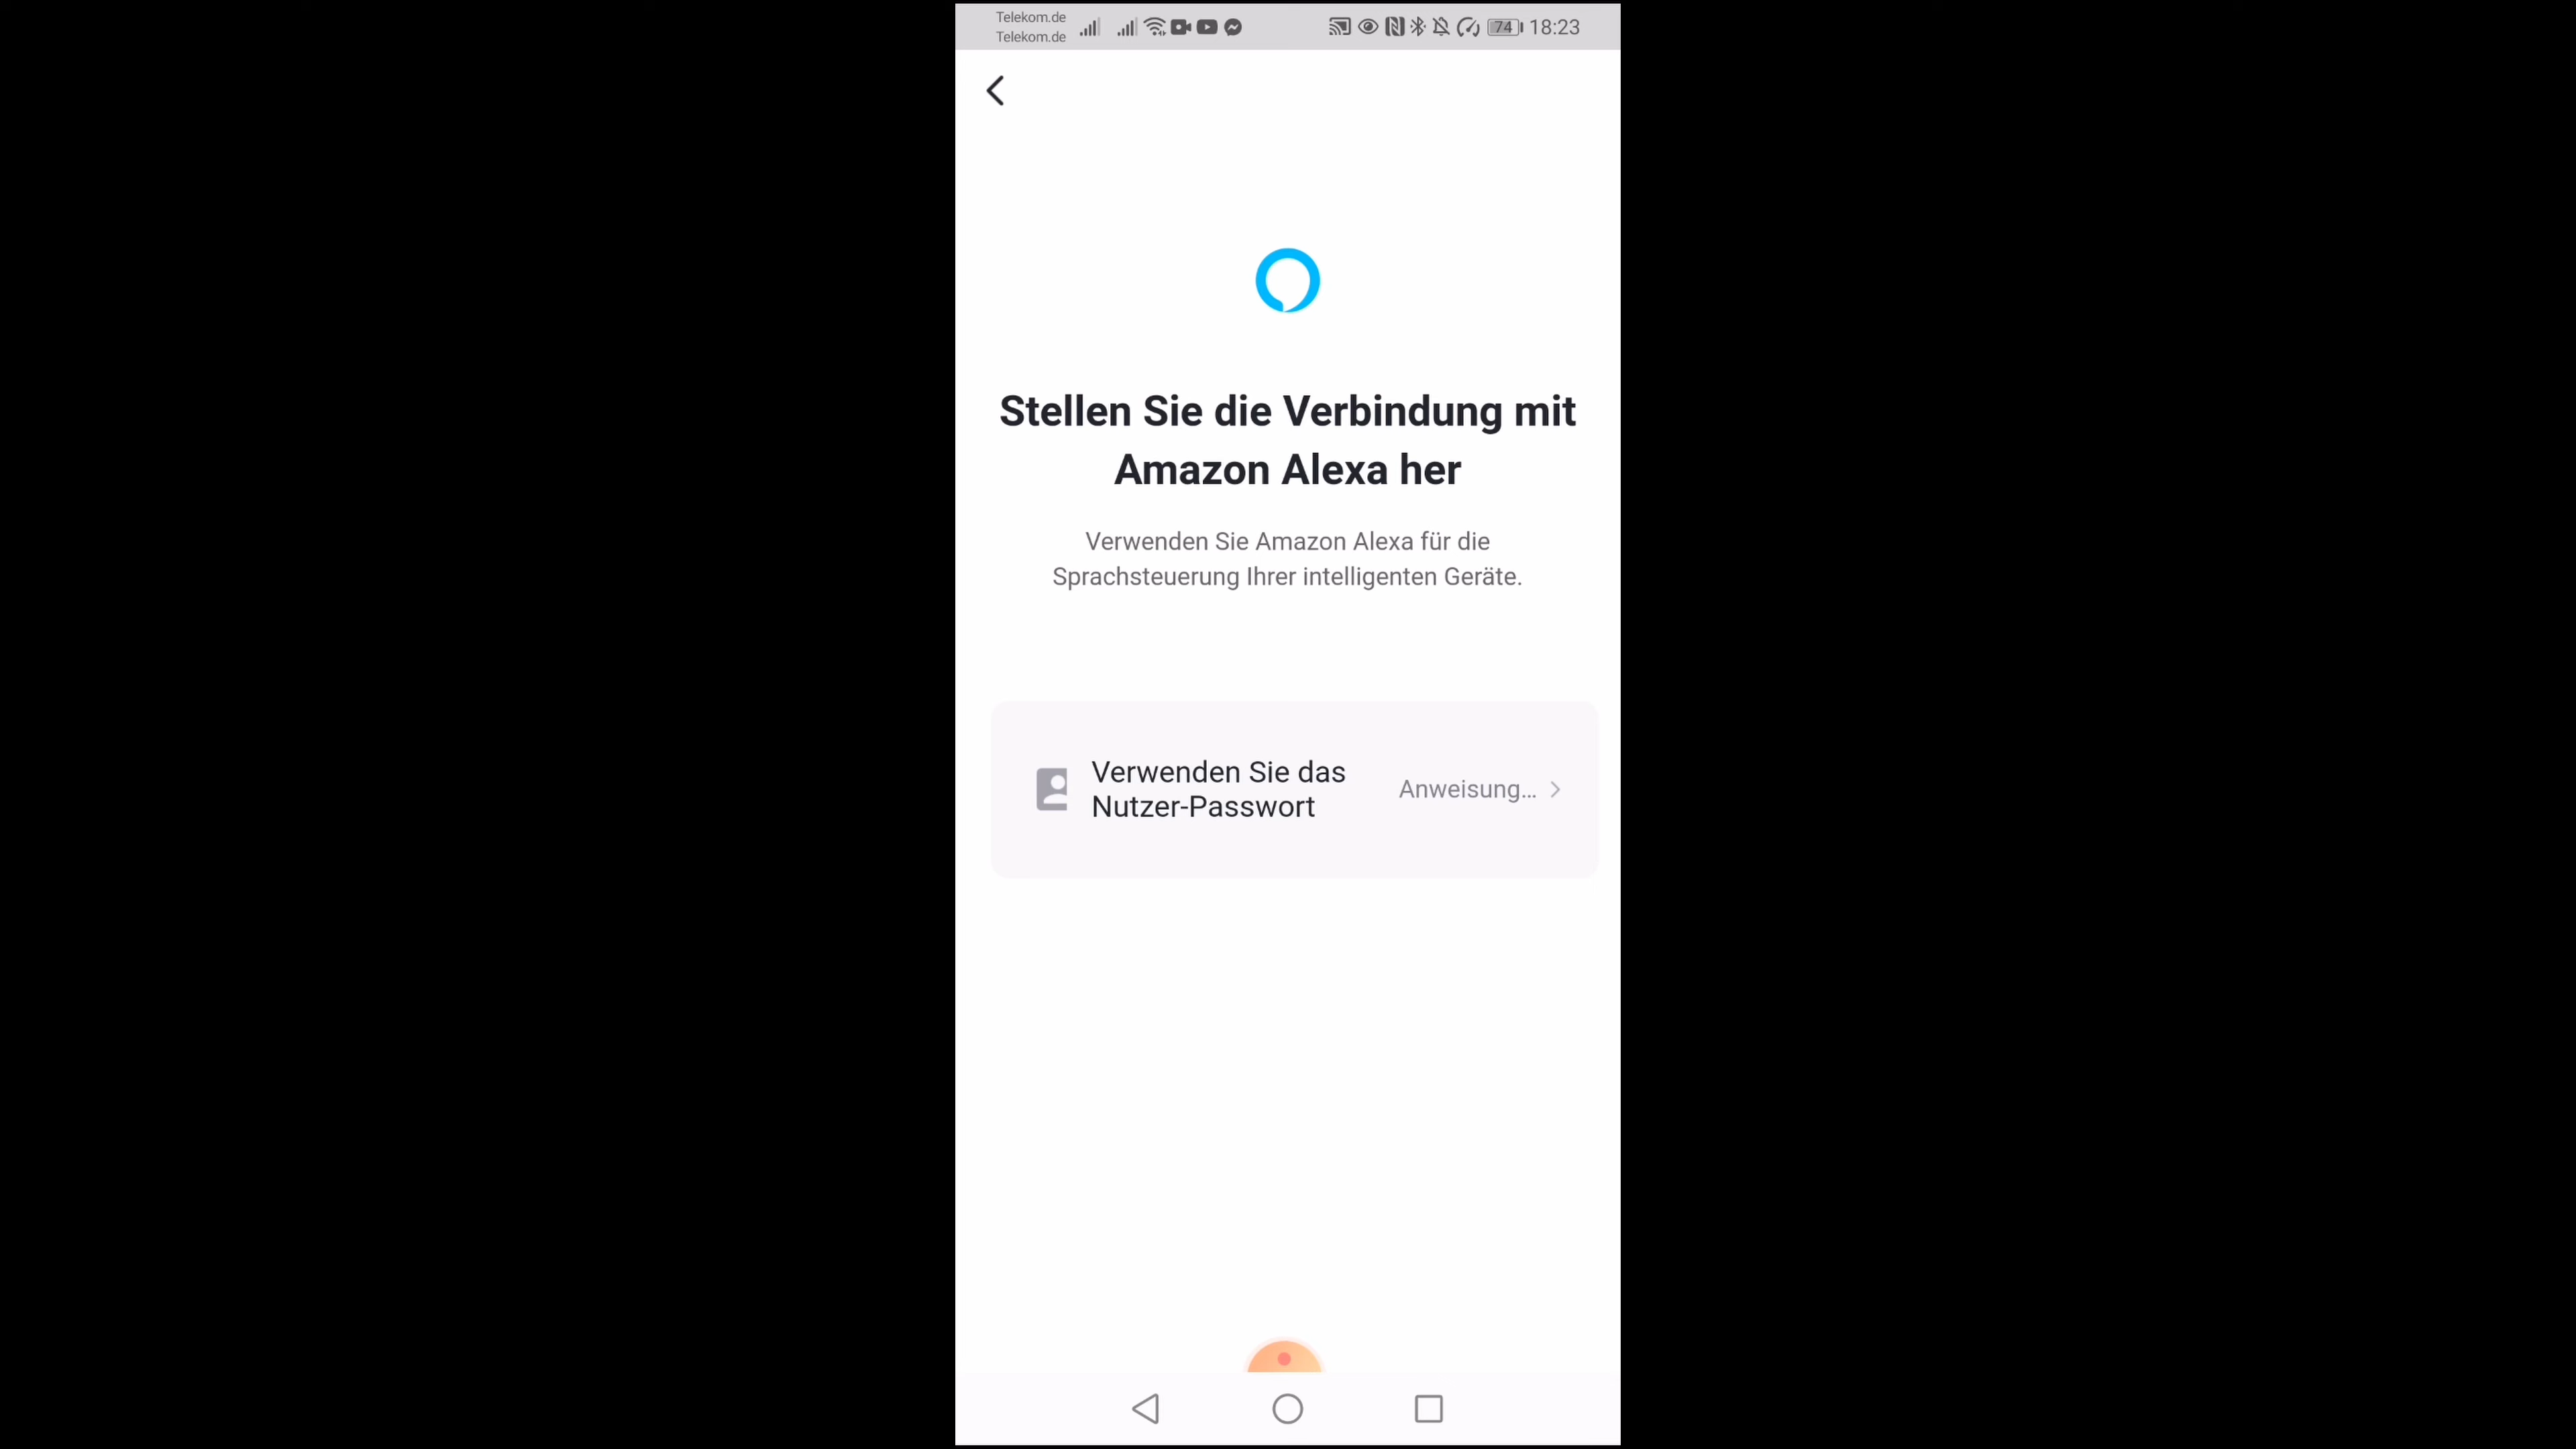 Telekom.de
Telekom.de
74 18:23
Stellen Sie die Verbindung mit
Amazon Alexa her
Verwenden Sie Amazon Alexa für die
Sprachsteuerung Ihrer intelligenten Geräte.
Verwenden Sie das
Nutzer-Passwort
Anweisung...